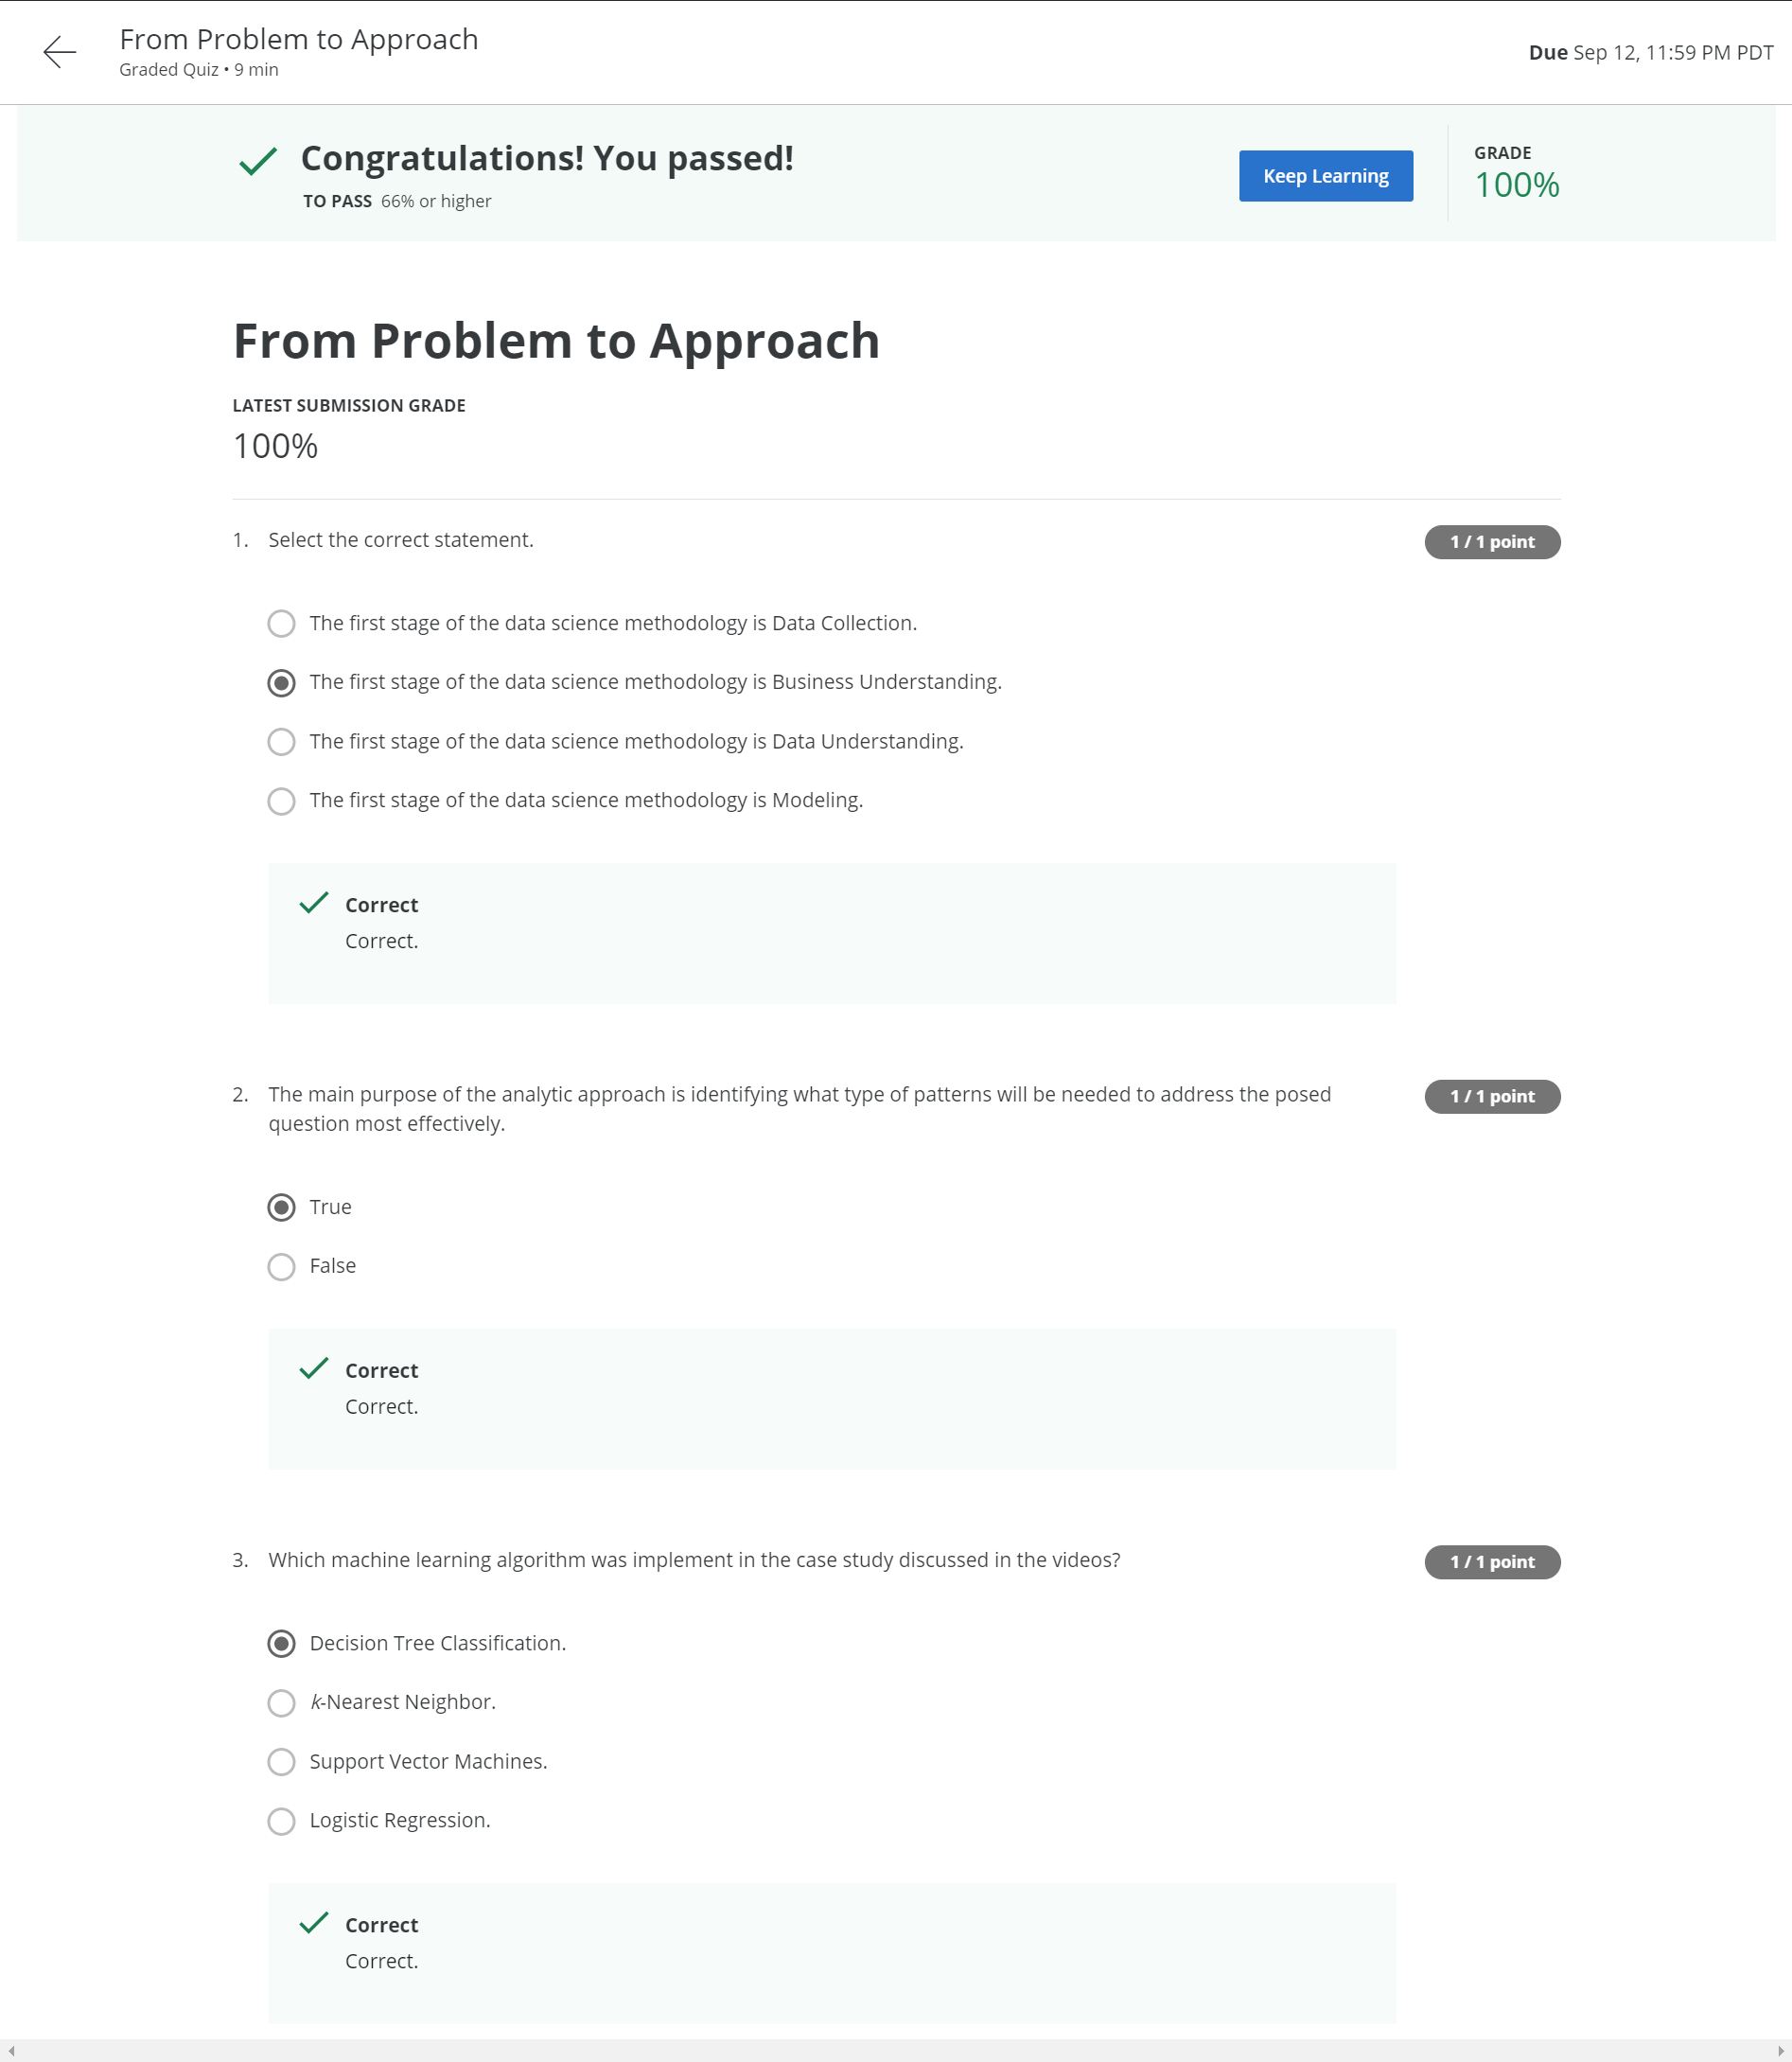 From Problem to Approach
Graded Quiz • 9 min
Due Sep 12, 11:59 PM PDT
Congratulations! You passed!
TO PASS 66% or higher
Keep Learning
GRADE
100%
From Problem to Approach
LATEST SUBMISSION GRADE
100%
1. Select the correct statement.
1 / 1 point
The first stage of the data science methodology is Data Collection.
The first stage of the data science methodology is Business Understanding.
The first stage of the data science methodology is Data Understanding.
The first stage of the data science methodology is Modeling.
Correct
Correct.
2. The main purpose of the analytic approach is identifying what type of patterns will be needed to address the posed
question most effectively.
1 / 1 point
True
False
Correct
Correct.
3. Which machine learning algorithm was implement in the case study discussed in the videos?
1 / 1 point
Decision Tree Classification.
k-Nearest Neighbor.
Support Vector Machines.
Logistic Regression.
Correct
Correct.